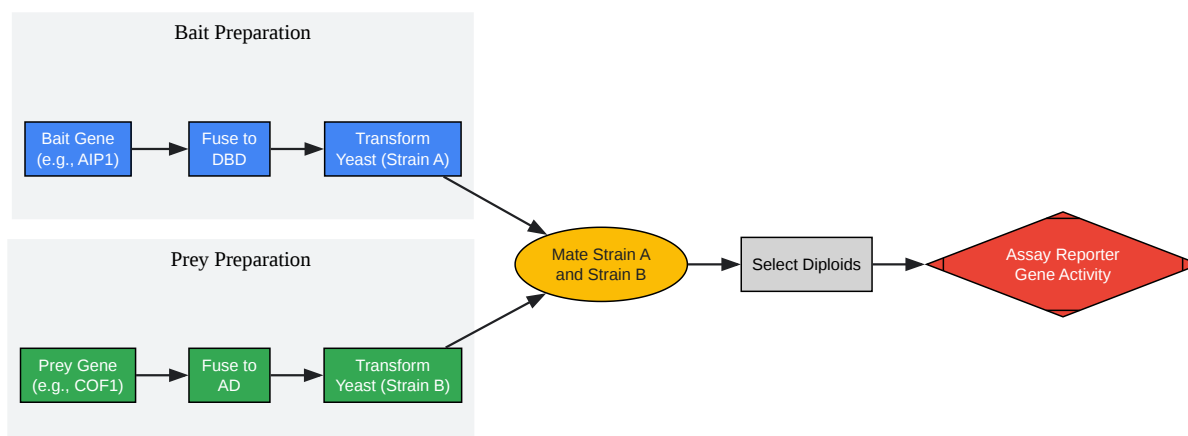 Bait Preparation
Bait Gene
(e.g., AIP1)
Fuse to
DBD
Transform
Yeast (Strain A)
Prey Preparation
Prey Gene
(e.g., COF1)
Fuse to
AD
Transform
Yeast (Strain B)
Mate Strain A
and Strain B
Select Diploids
Assay Reporter
Gene Activity